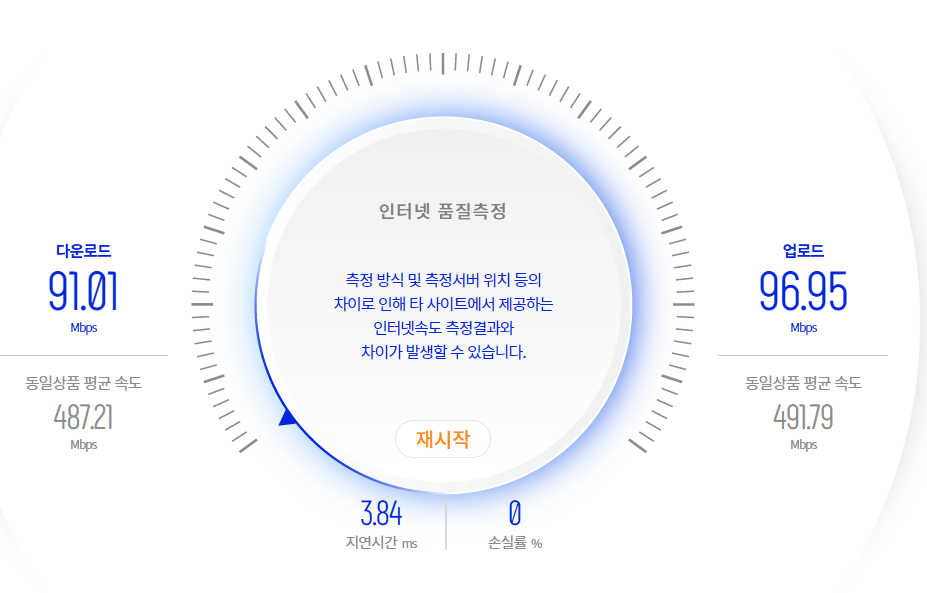 인터넷 품질측정
측정 방식 및 측정서버 위치 등의
차이로 인해 타 사이트에서 제공하는
인터넷속도 측정결과와
차이가 발생할 수 있습니다.
재시작
다운로드
91.01
Mbps
동일상품 평균 속도
487.21
Mbps
업로드
96.95
Mbps
동일상품 평균 속도
491.79
Mbps
3.84
지연시간 ms
0
손실률 %